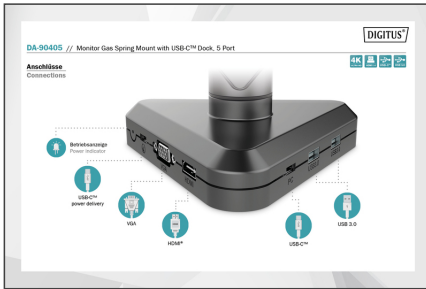 DIGITUS®
DA-90405 // Monitor Gas Spring Mount with USB-C™ Dock, 5 Port
4K
Anschlüsse
Connections
Betriebsanzeige
Power Indicator
USB-C™
power delivery
VGA
HDMI®
PC
USB-C™
USB 3.0